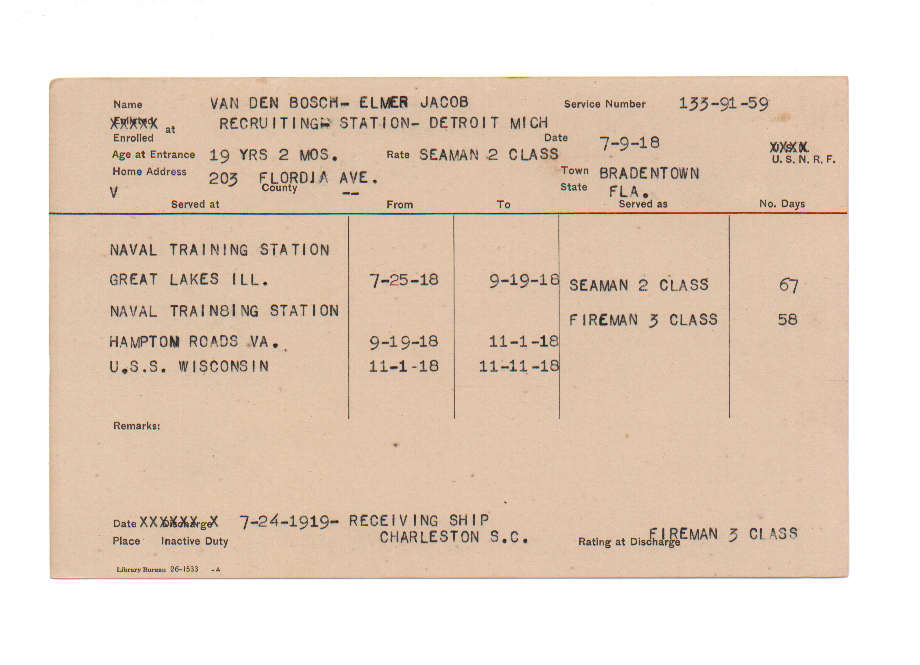 Name VAN DEN BOSCH- ELMER JACOB Service Number 133-91-59
XXXXX at RECRUITING- STATION- DETROIT MICH
Enrolled Date 7-9-18 U. S. N. R. F.
Age at Entrance 19 YRS 2 MOS. Rate SEAMAN 2 CLASS
Home Address 203 FLORDIA AVE. Town BRADENTOWN
V County -- State FLA.
Served at From To Served as No. Days
NAVAL TRAINING STATION
GREAT LAKES ILL. 7-25-18 9-19-18 SEAMAN 2 CLASS 67
NAVAL TRAIN8ING STATION FIREMAN 3 CLASS 58
HAMPTON ROADS VA. 9-19-18 11-1-18
U.S.S. WISCONSIN 11-1-18 11-11-18
Remarks:
Date XXXXXX X 7-24-1919- RECEIVING SHIP
Place Inactive Duty CHARLESTON S.C. Rating at Discharge FIREMAN 3 CLASS
Library Bureau 26-1533 -A